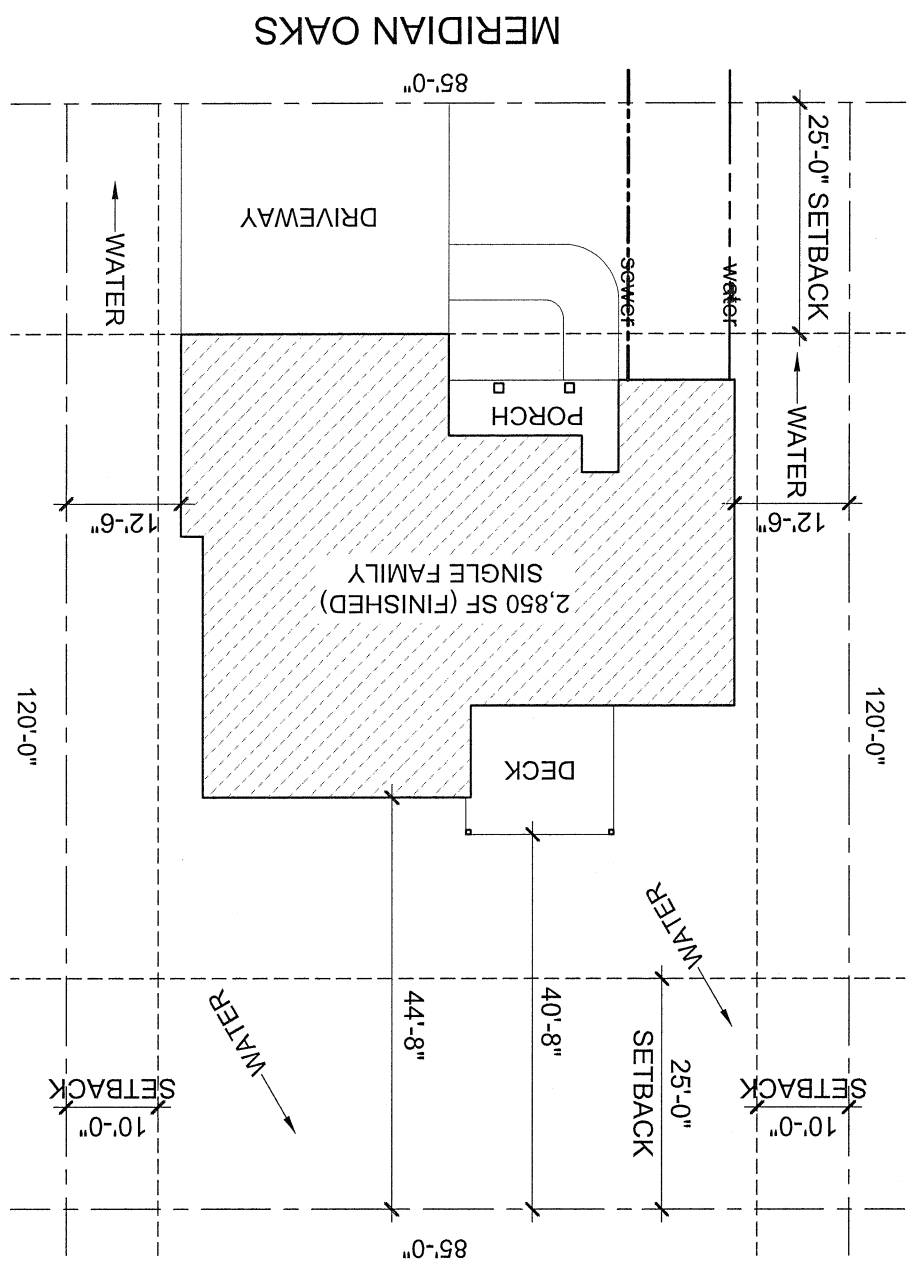 85'-0"
10'-0"
SETBACK
25'-0"
SETBACK
40'-8"
44'-8"
10'-0"
SETBACK
WATER
WATER
120'-0"
DECK
120'-0"
2,850 SF (FINISHED)
SINGLE FAMILY
12'-6"
12'-6"
WATER
PORCH
WATER
water
sewer
25'-0" SETBACK
DRIVEWAY
85'-0"
MERIDIAN OAKS